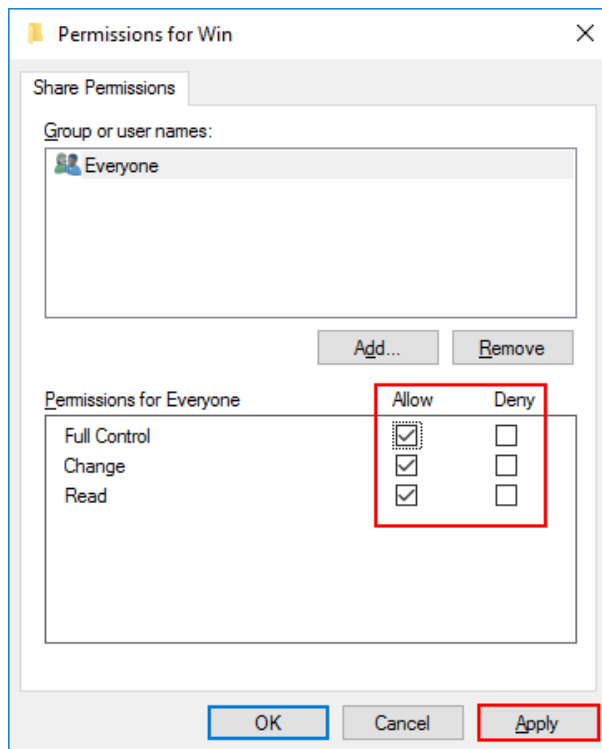 Permissions for Win
Share Permissions
Group or user names:
Everyone
Add... Remove
Permissions for Everyone Allow Deny
Full Control
Change
Read
OK Cancel Apply